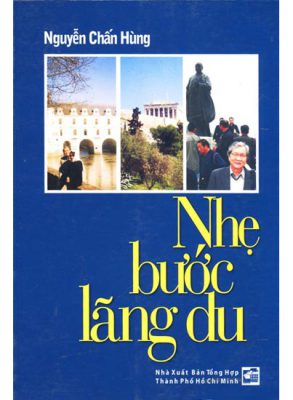 Nguyễn Chấn Hùng
Nhẹ
bước
lãng du
Nhà Xuất Bản Tổng Hợp
Thành Phố Hồ Chí Minh